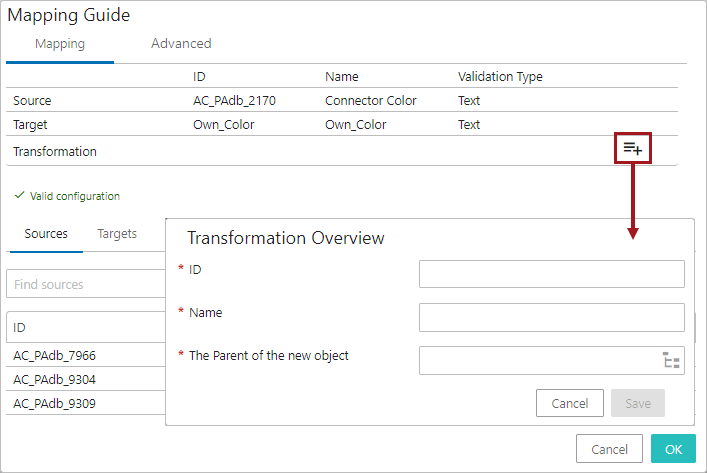 Mapping Guide
Mapping Advanced
ID Name Validation Type
Source AC_PAdb_2170 Connector Color Text
Target Own_Color Own_Color Text
Transformation
Valid configuration
Sources Targets
Find sources
ID
AC_PAdb_7966
AC_PAdb_9304
AC_PAdb_9309
Transformation Overview
* ID
* Name
* The Parent of the new object
Cancel Save
Cancel OK